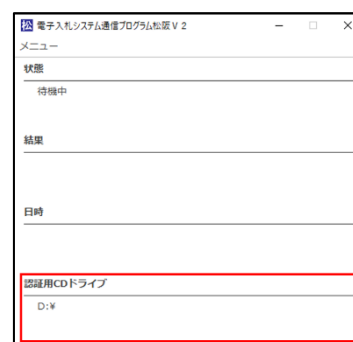 松 電子入札システム通信プログラム松阪Ｖ２
メニュー
状態
待機中
結果
日時
認証用CDドライブ
D:¥